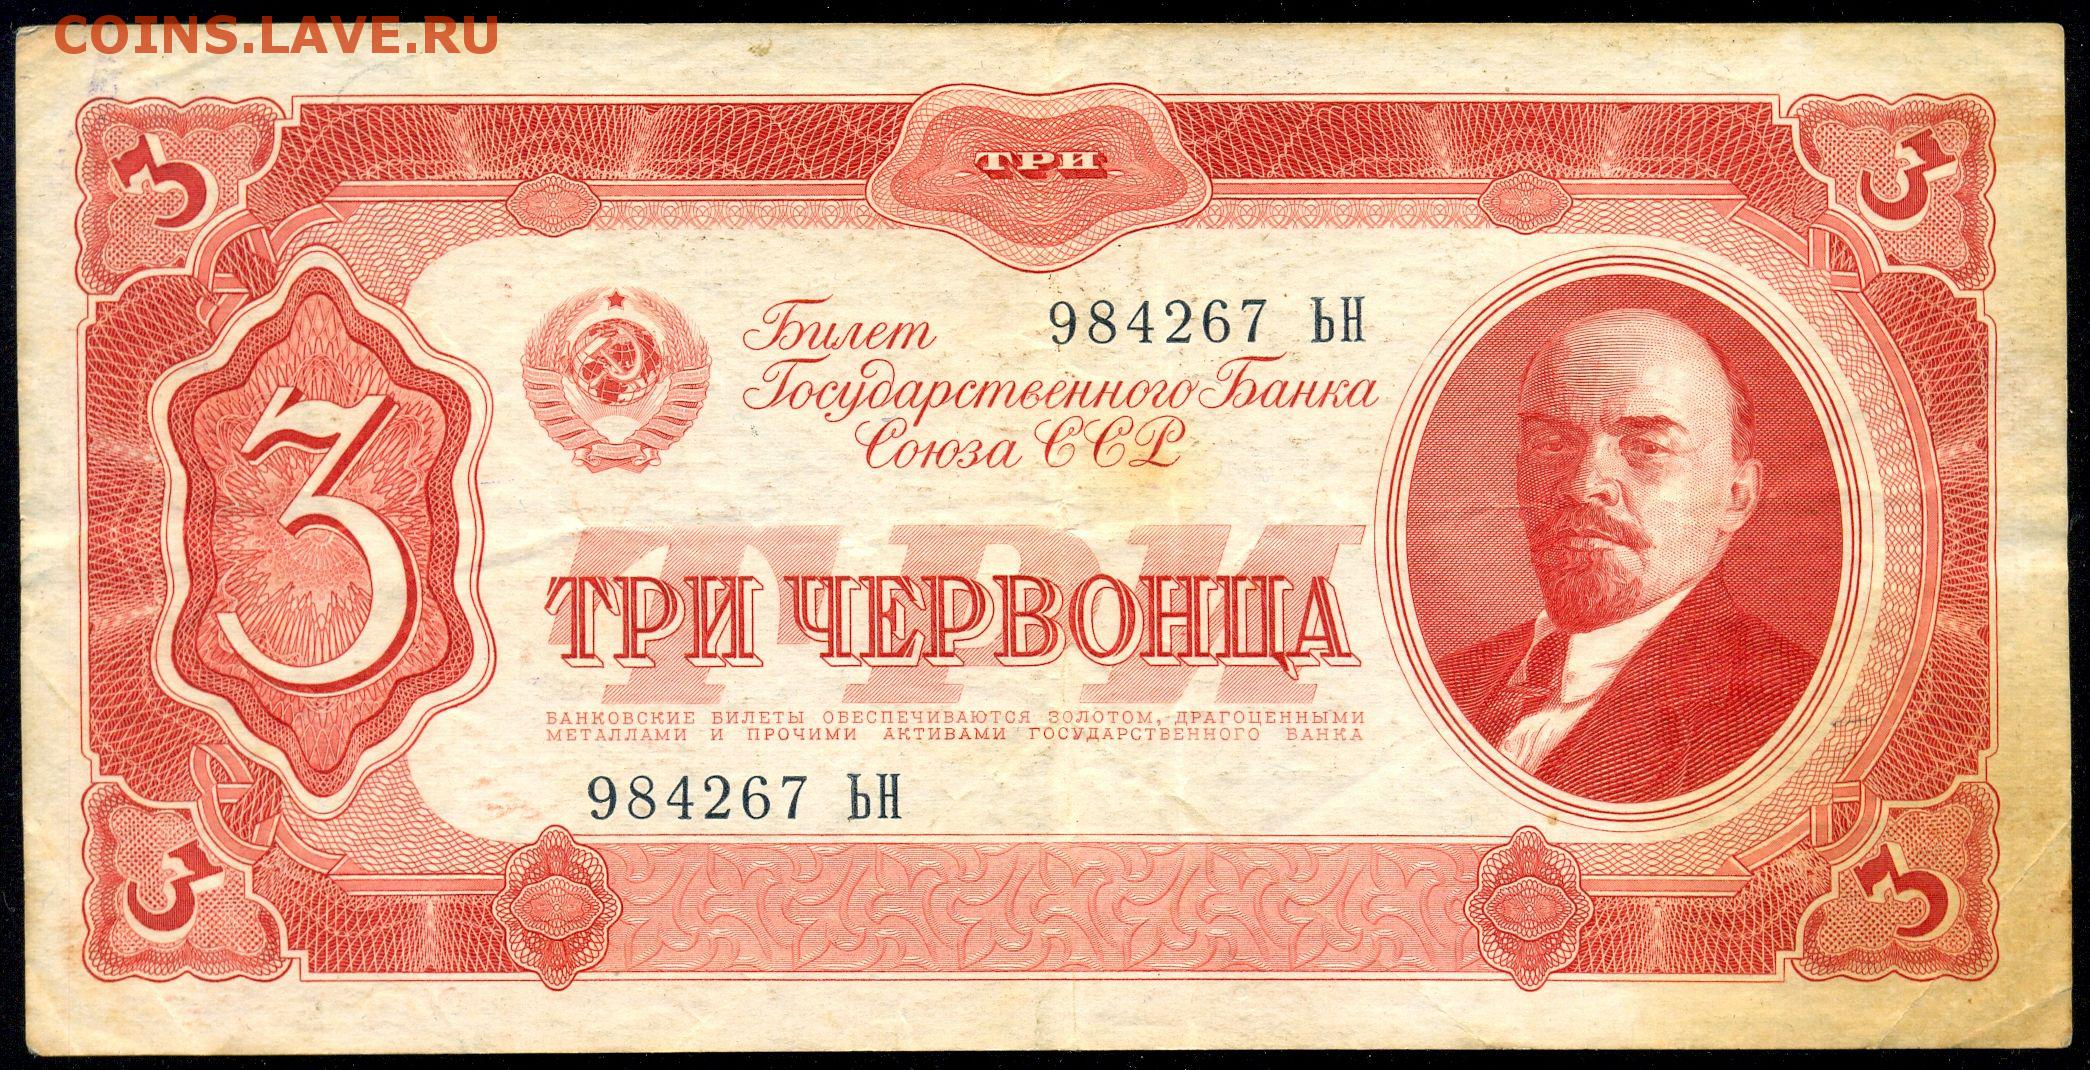 COINS.LAVE.RU
3
ТРИ
3
Билет
984267 ЬН
Государственного Банка
Союза ССР
3
ТРИ
ТРИ ЧЕРВОНЦА
БАНКОВСКИЕ БИЛЕТЫ ОБЕСПЕЧИВАЮТСЯ ЗОЛОТОМ, ДРАГОЦЕННЫМИ
МЕТАЛЛАМИ И ПРОЧИМИ АКТИВАМИ ГОСУДАРСТВЕННОГО БАНКА
984267 ЬН
3
3